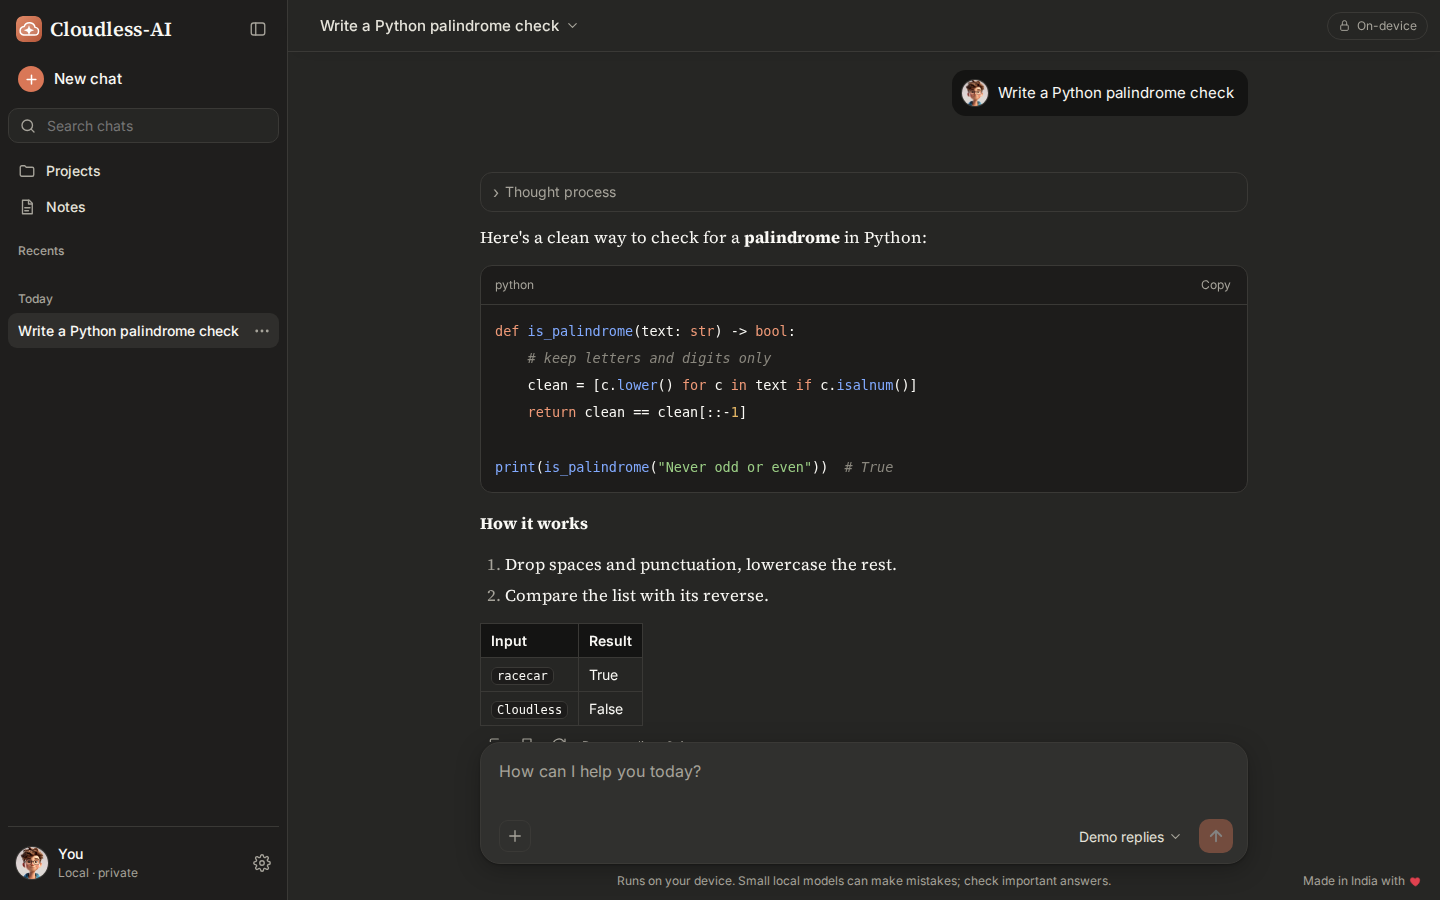 Cloudless-AI
New chat
Search chats
Projects
Notes
Recents
Today
Write a Python palindrome check
You
Local · private
Write a Python palindrome check
On-device
Write a Python palindrome check
Thought process
Here's a clean way to check for a palindrome in Python:
python
Copy
def is_palindrome(text: str) -> bool:
    # keep letters and digits only
    clean = [c.lower() for c in text if c.isalnum()]
    return clean == clean[::-1]
print(is_palindrome("Never odd or even"))  # True
How it works
1. Drop spaces and punctuation, lowercase the rest.
2. Compare the list with its reverse.
Input Result
racecar True
Cloudless False
How can I help you today?
Demo replies
Runs on your device. Small local models can make mistakes; check important answers.
Made in India with ❤